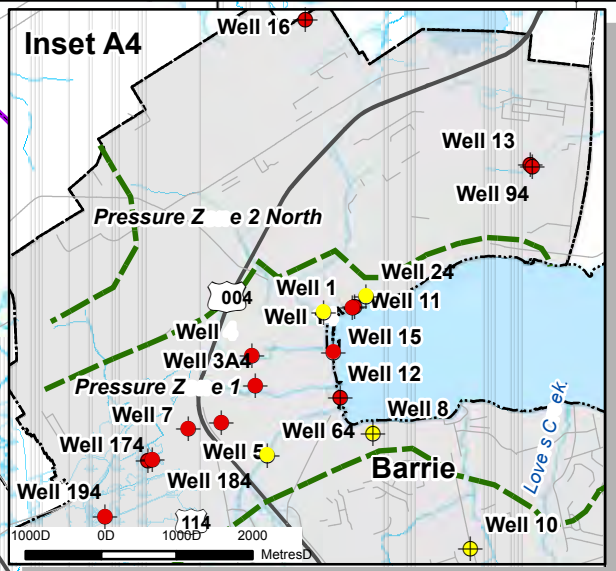 Inset A4
Well 16
Well 13
Well 94
Pressure Z e 2 North
Well 24
Well 1
004
Well 11
Well
Well
Well 15
Well 3A4
Well 12
Pressure Z e 1
Well 7
Well 8
Well 64
Well 174
Well 5
Well 184
Barrie
Well 194
114
Well 10
1000D 0D 1000D 2000
MetresD